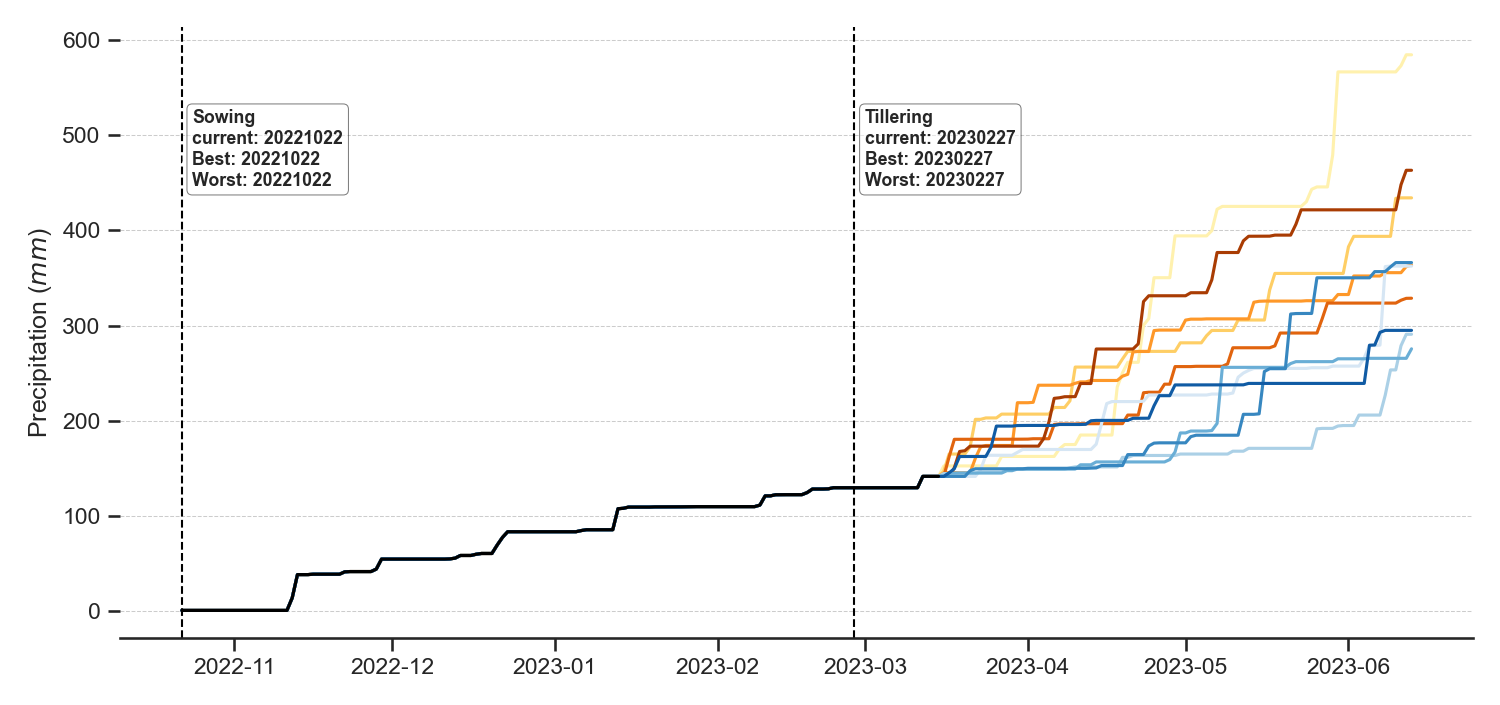 600
500
400
300
200
100
0
Precipitation (mm)
Sowing
current: 20221022
Best: 20221022
Worst: 20221022
Tillering
current: 20230227
Best: 20230227
Worst: 20230227
2022-11
2022-12
2023-01
2023-02
2023-03
2023-04
2023-05
2023-06